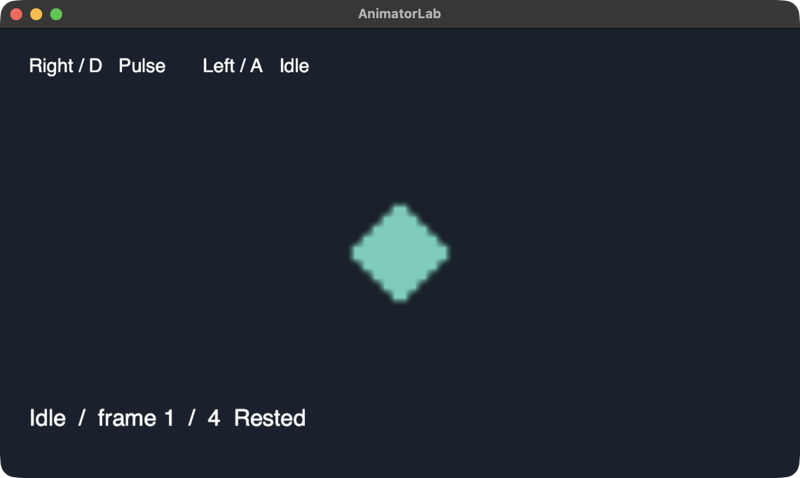 AnimatorLab
Right / D Pulse Left / A Idle
Idle / frame 1 / 4 Rested